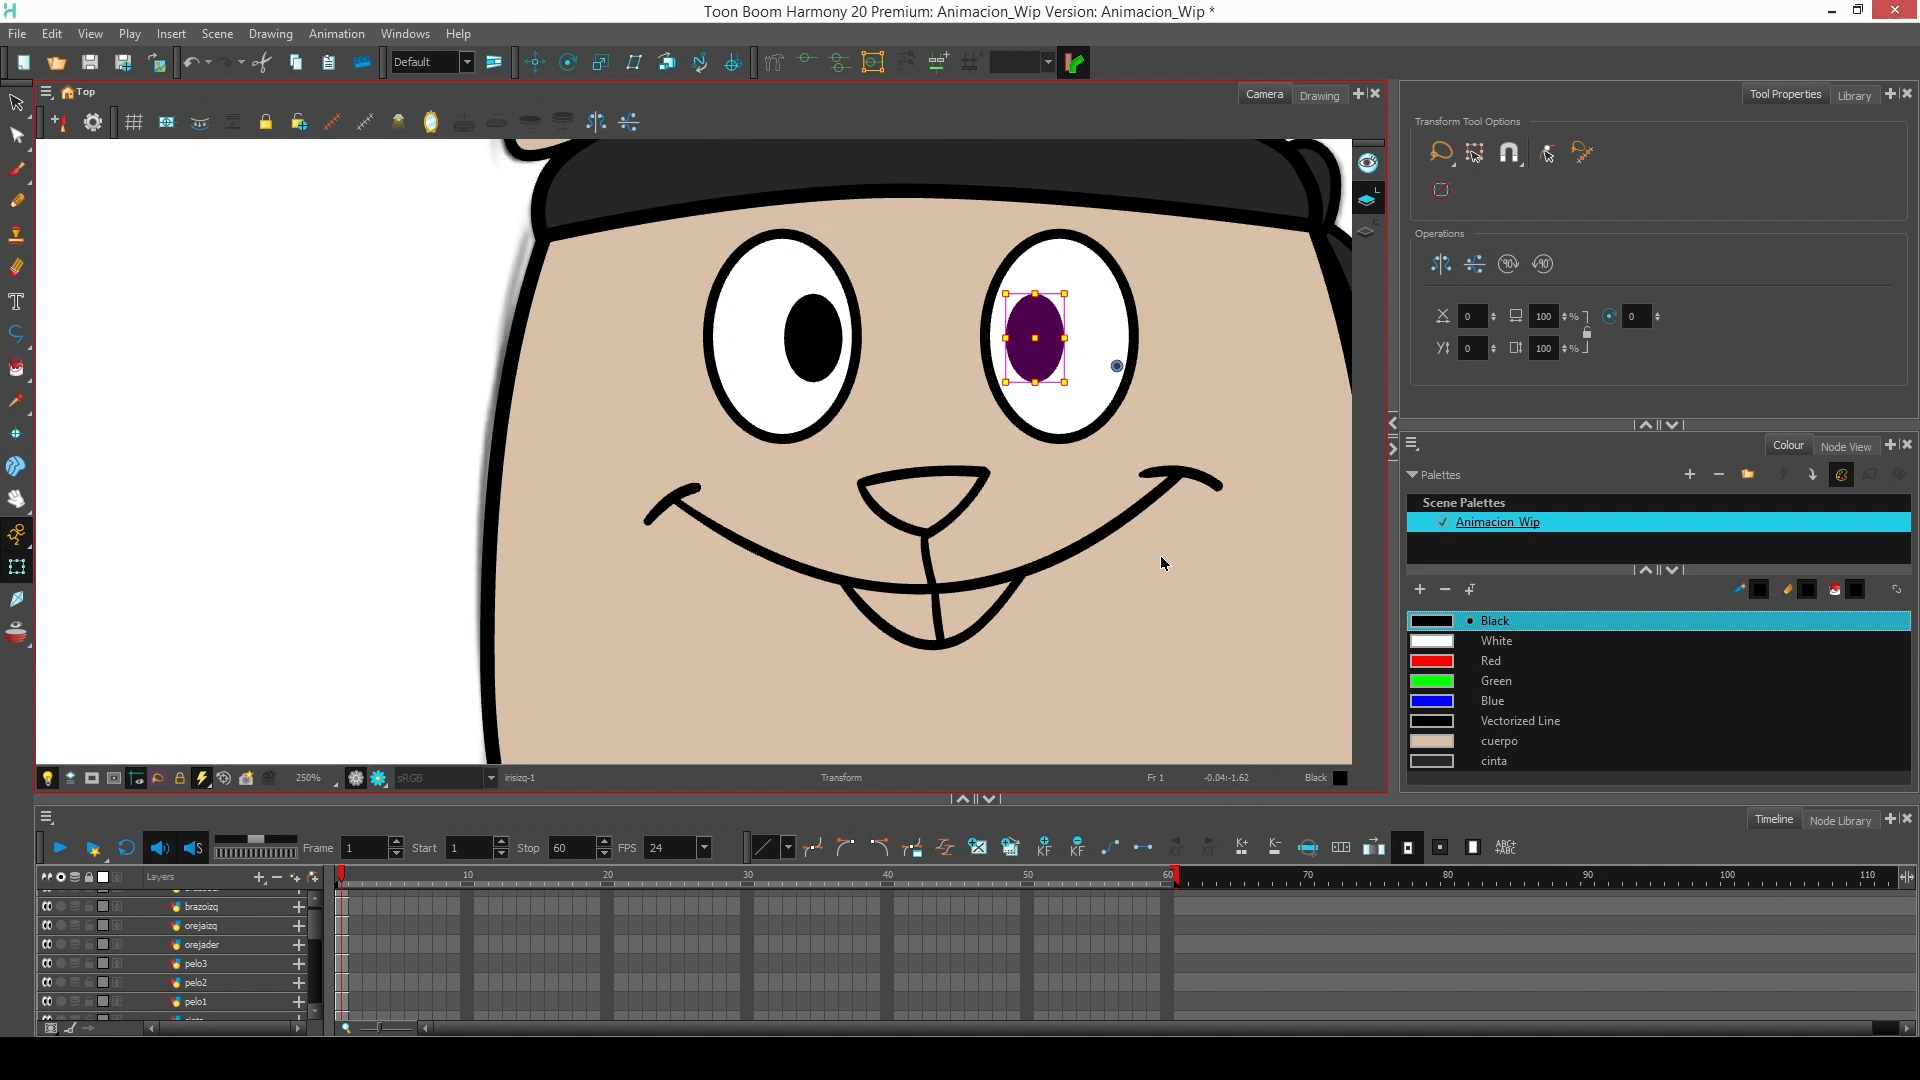 Toon Boom Harmony 20 Premium: Animacion_Wip Version: Animacion_Wip *
File Edit View Play Insert Scene Drawing Animation Windows Help
Default
Top
Camera Drawing
Tool Properties Library
Transform Tool Options
Operations
90 90
X 0 100 % 0
Y 0 100 %
Colour Node View
Palettes
Scene Palettes
Animacion_Wip
Black
White
Red
Green
Blue
Vectorized Line
cuerpo
cinta
250% sRGB irisizq-1 Transform Fr 1 -0.04:-1.62 Black
Timeline Node Library
Frame 1 Start 1 Stop 60 FPS 24
Layers
10 20 30 40 50 60 70 80 90 100 110
brazoizq
orejaizq
orejader
pelo3
pelo2
pelo1